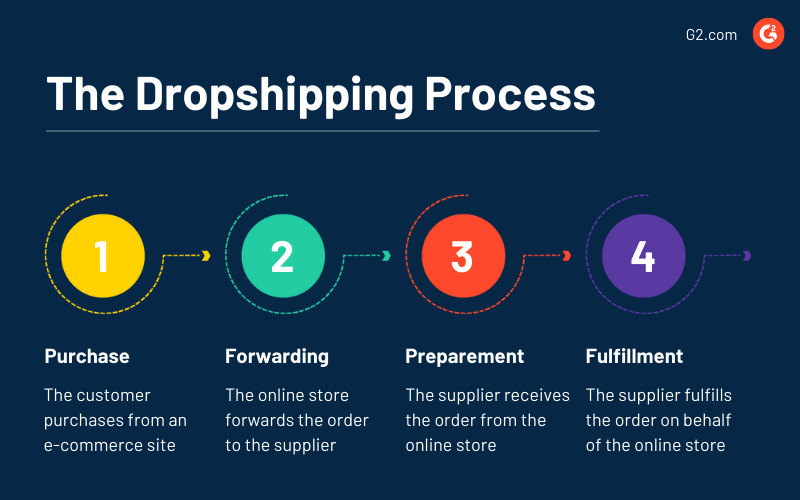 G2.com
The Dropshipping Process
1
2
3
4
Purchase
The customer
purchases from an
e-commerce site
Forwarding
The online store
forwards the order
to the supplier
Preparement
The supplier receives
the order from the
online store
Fulfillment
The supplier fulfills
the order on behalf
of the online store